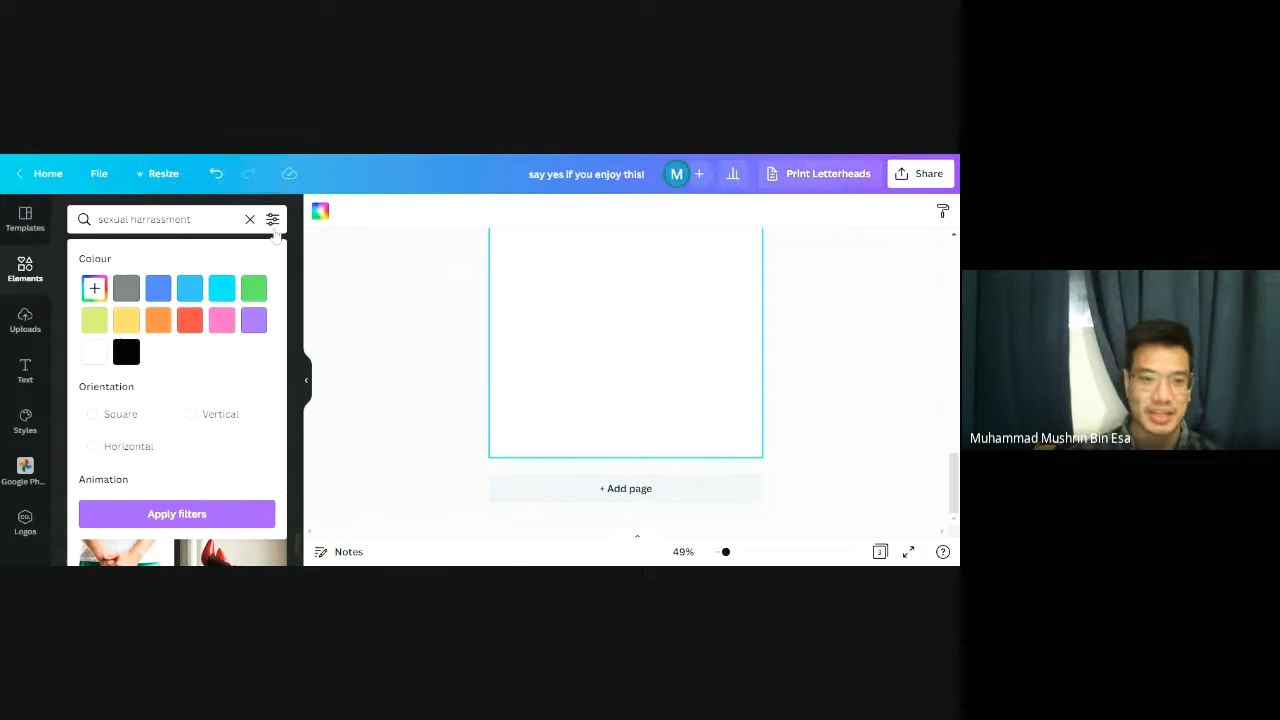 Home
File
Resize
say yes if you enjoy this!
M
+
Print Letterheads
Share
Templates
Elements
Uploads
Text
Styles
Google Ph...
CO.
Logos
sexual harrassment
Colour
+
Orientation
Square
Vertical
Horizontal
Animation
Apply filters
+ Add page
Notes
49%
3
?
Muhammad Mushrin Bin Esa